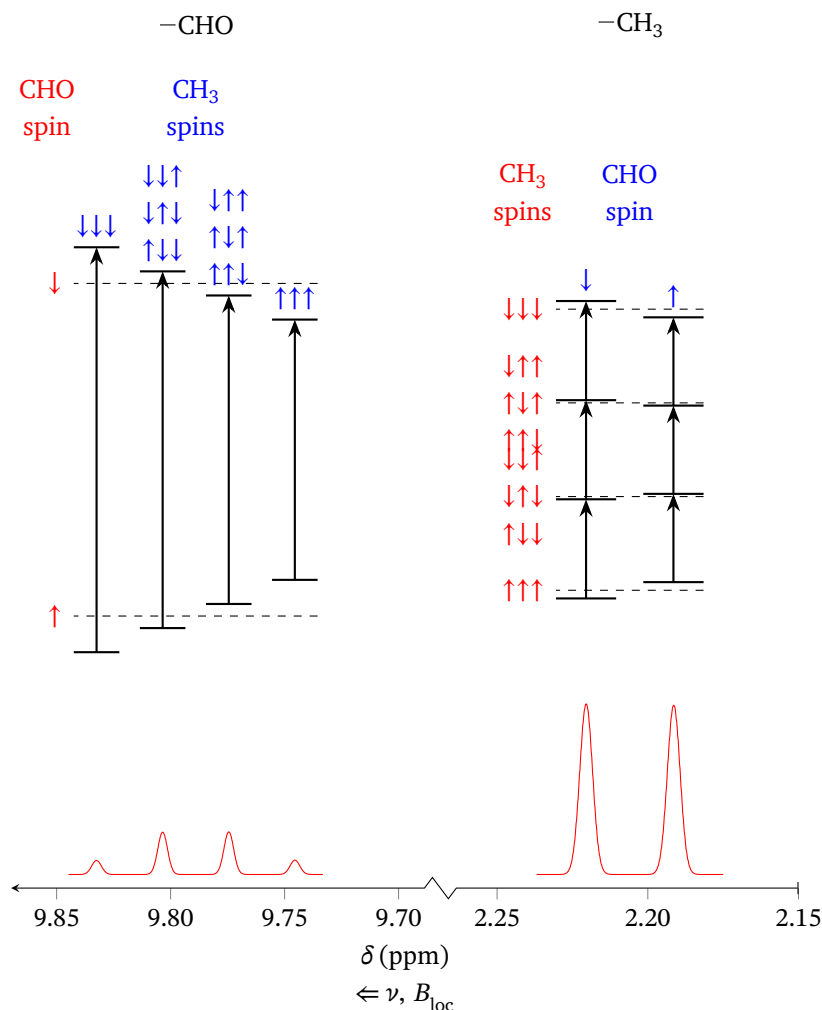 −CHO
−CH₃
CHO
spin
CH₃
spins
CH₃
spins
CHO
spin
↓↓↓
↓↓↑
↓↑↓
↑↓↓
↓↑↑
↑↓↑
↑↑↓
↑↑↑
↓
↑
↓
↑
↓↓↓
↓↑↑
↑↓↑
↑↑↓
↓↓↑
↓↑↓
↑↓↓
↑↑↑
9.85 9.80 9.75 9.70 2.25 2.20 2.15
δ (ppm)
⇐ ν, B_loc